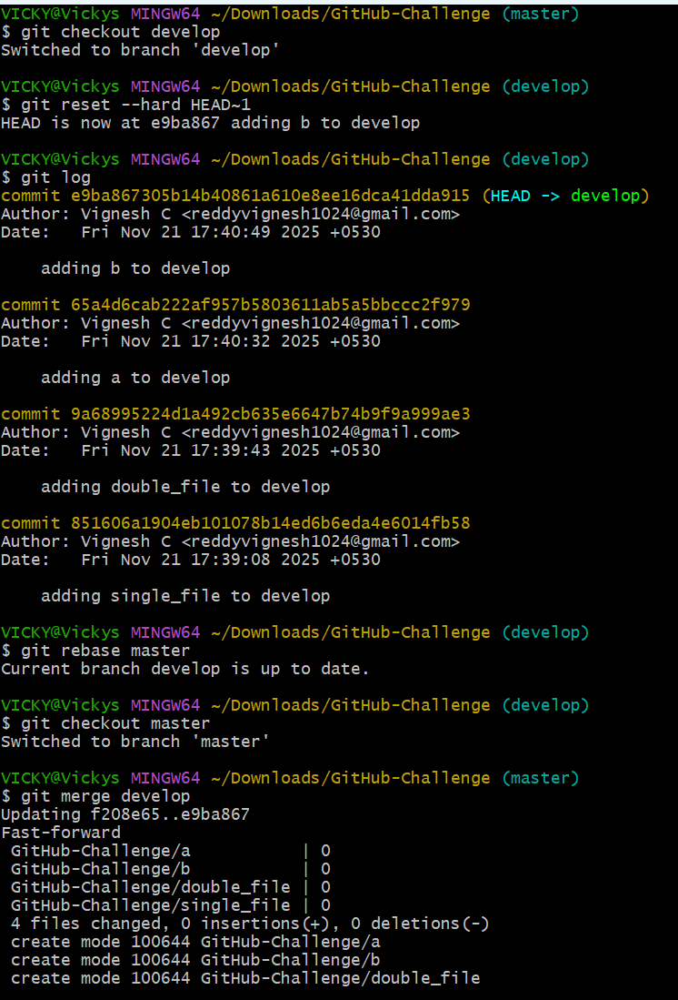 VICKY@Vickys MINGW64 ~/Downloads/GitHub-Challenge (master)
$ git checkout develop
Switched to branch 'develop'

VICKY@Vickys MINGW64 ~/Downloads/GitHub-Challenge (develop)
$ git reset --hard HEAD~1
HEAD is now at e9ba867 adding b to develop

VICKY@Vickys MINGW64 ~/Downloads/GitHub-Challenge (develop)
$ git log
commit e9ba867305b14b40861a610e8ee16dca41dda915 (HEAD -> develop)
Author: Vignesh C <reddyvignesh1024@gmail.com>
Date:   Fri Nov 21 17:40:49 2025 +0530

    adding b to develop

commit 65a4d6cab222af957b5803611ab5a5bbccc2f979
Author: Vignesh C <reddyvignesh1024@gmail.com>
Date:   Fri Nov 21 17:40:32 2025 +0530

    adding a to develop

commit 9a68995224d1a492cb635e6647b74b9f9a999ae3
Author: Vignesh C <reddyvignesh1024@gmail.com>
Date:   Fri Nov 21 17:39:43 2025 +0530

    adding double_file to develop

commit 851606a1904eb101078b14ed6b6eda4e6014fb58
Author: Vignesh C <reddyvignesh1024@gmail.com>
Date:   Fri Nov 21 17:39:08 2025 +0530

    adding single_file to develop

VICKY@Vickys MINGW64 ~/Downloads/GitHub-Challenge (develop)
$ git rebase master
Current branch develop is up to date.

VICKY@Vickys MINGW64 ~/Downloads/GitHub-Challenge (develop)
$ git checkout master
Switched to branch 'master'

VICKY@Vickys MINGW64 ~/Downloads/GitHub-Challenge (master)
$ git merge develop
Updating f208e65..e9ba867
Fast-forward
 GitHub-Challenge/a           | 0
 GitHub-Challenge/b           | 0
 GitHub-Challenge/double_file | 0
 GitHub-Challenge/single_file | 0
 4 files changed, 0 insertions(+), 0 deletions(-)
 create mode 100644 GitHub-Challenge/a
 create mode 100644 GitHub-Challenge/b
 create mode 100644 GitHub-Challenge/double_file